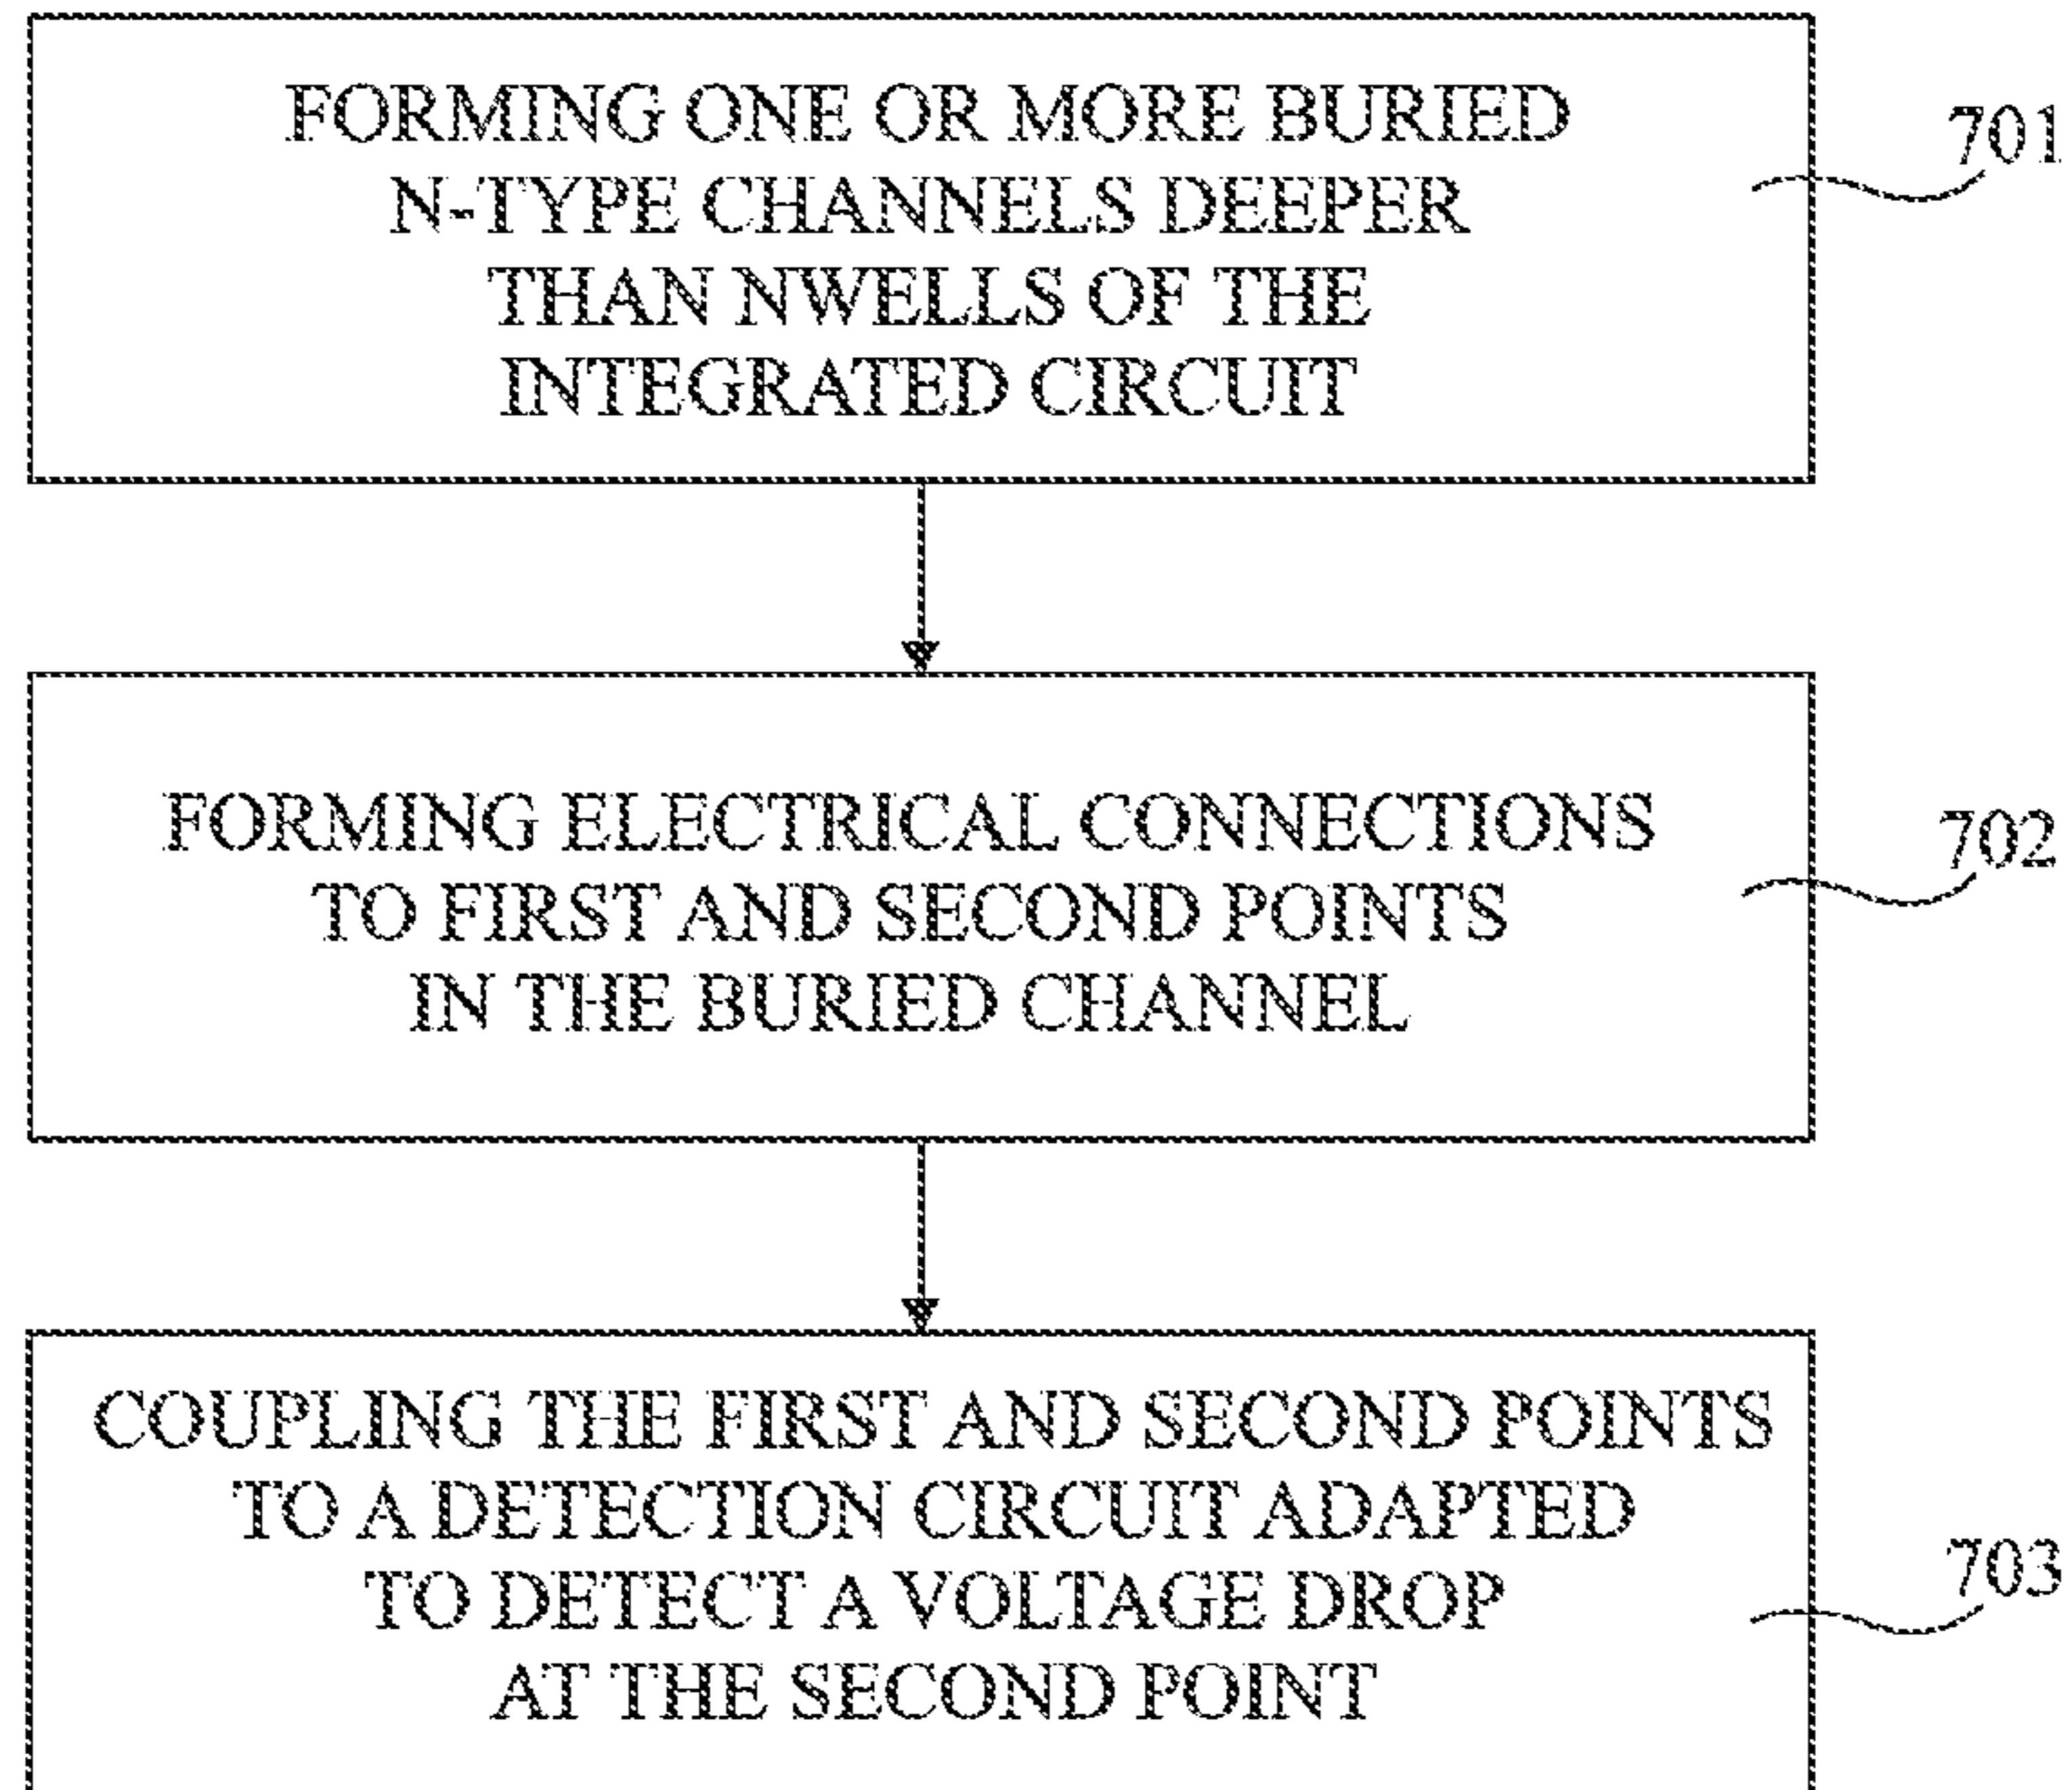 FORMING ONE OR MORE BURIED
N-TYPE CHANNELS DEEPER
THAN NWELLS OF THE
INTEGRATED CIRCUIT
701
FORMING ELECTRICAL CONNECTIONS
TO FIRST AND SECOND POINTS
IN THE BURIED CHANNEL
702
COUPLING THE FIRST AND SECOND POINTS
TO A DETECTION CIRCUIT ADAPTED
TO DETECT A VOLTAGE DROP
AT THE SECOND POINT
703